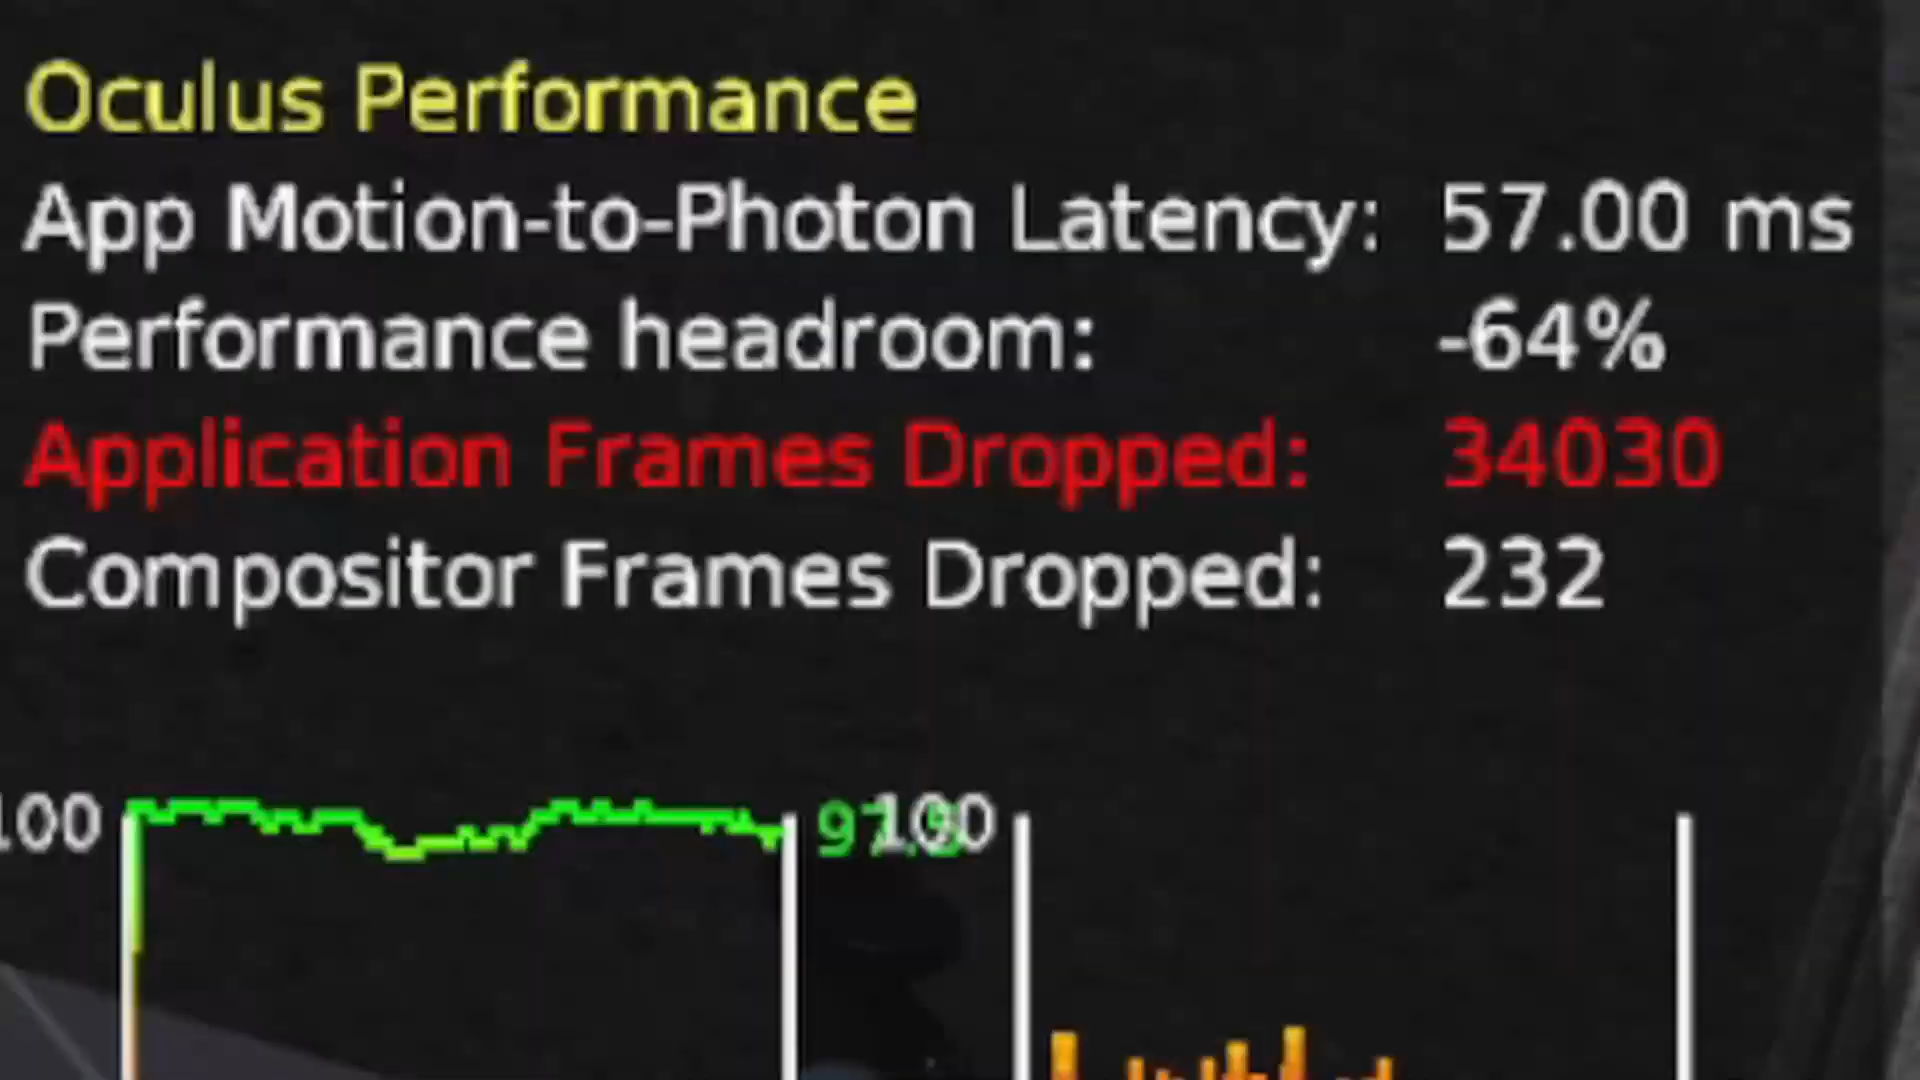 Oculus Performance
App Motion-to-Photon Latency: 57.00 ms
Performance headroom: -64%
Application Frames Dropped: 34030
Compositor Frames Dropped: 232
100
100